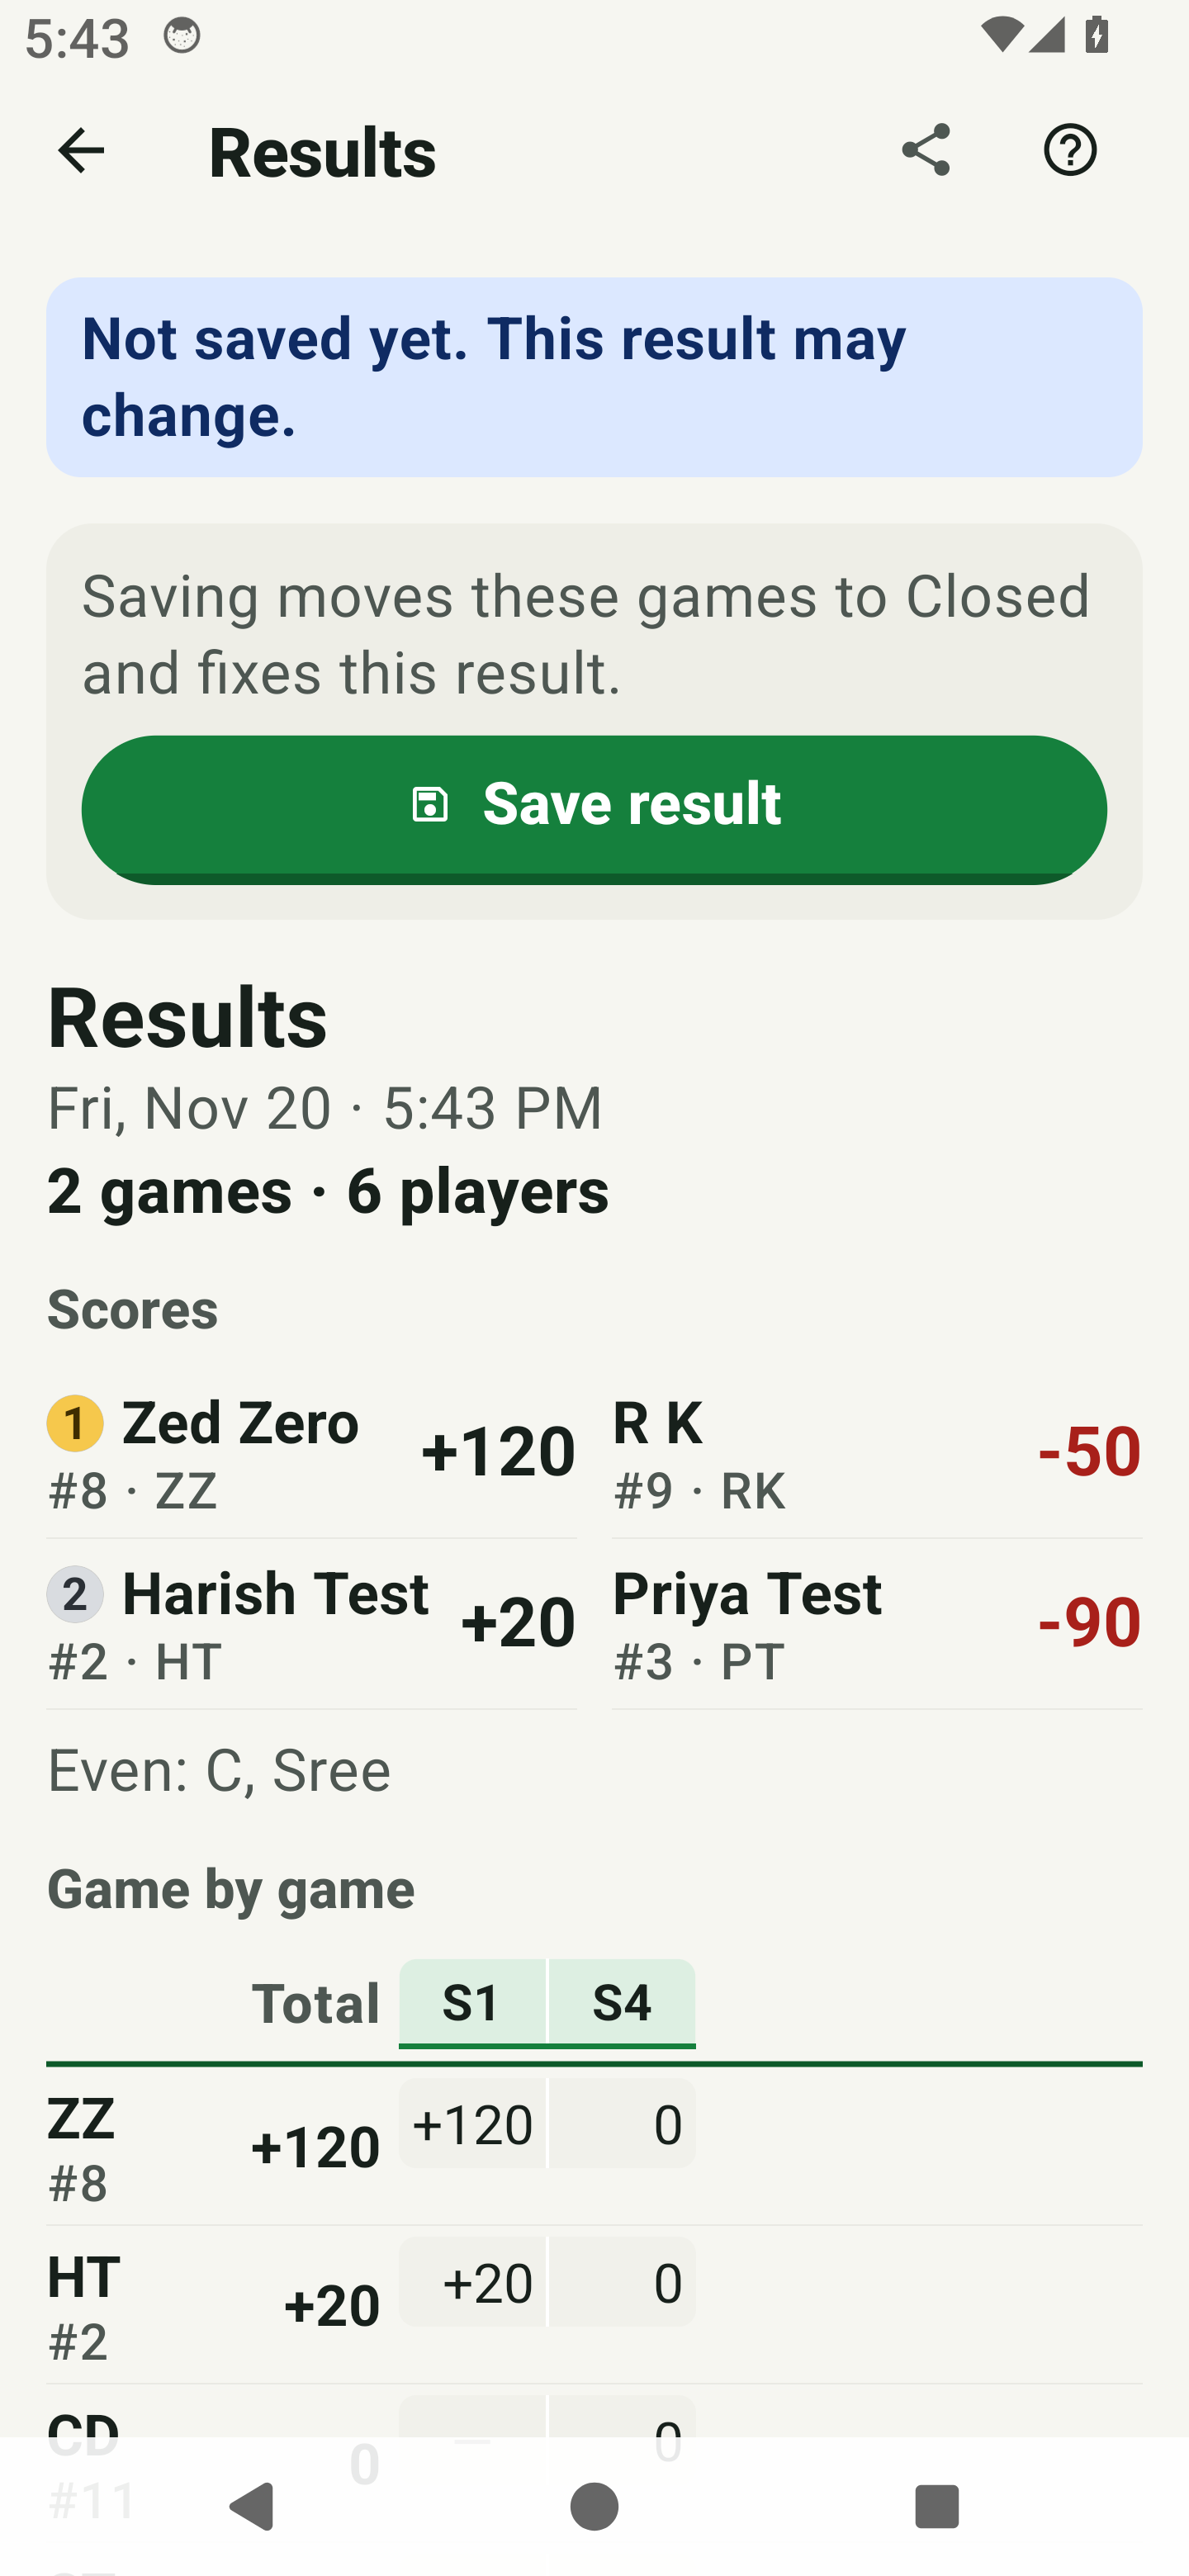 5:43
Results
Not saved yet. This result may
change.
Saving moves these games to Closed
and fixes this result.
Save result
Results
Fri, Nov 20 · 5:43 PM
2 games · 6 players
Scores
1 Zed Zero +120
#8 · ZZ
R K -50
#9 · RK
2 Harish Test +20
#2 · HT
Priya Test -90
#3 · PT
Even: C, Sree
Game by game
Total S1 S4
ZZ +120 +120 0
#8
HT +20 +20 0
#2
CD 0 — 0
#11